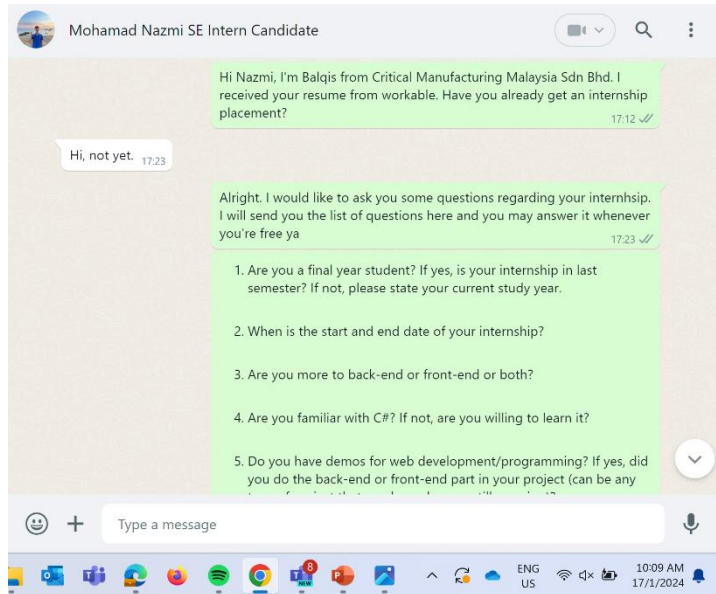 Mohamad Nazmi SE Intern Candidate
Hi Nazmi, I'm Balqis from Critical Manufacturing Malaysia Sdn Bhd. I
received your resume from workable. Have you already get an internship
placement?
17:12
Hi, not yet. 17:23
Alright. I would like to ask you some questions regarding your internhsip.
I will send you the list of questions here and you may answer it whenever
you're free ya
17:23
1. Are you a final year student? If yes, is your internship in last
semester? If not, please state your current study year.
2. When is the start and end date of your internship?
3. Are you more to back-end or front-end or both?
4. Are you familiar with C#? If not, are you willing to learn it?
5. Do you have demos for web development/programming? If yes, did
you do the back-end or front-end part in your project (can be any
Type a message
8
NEW
ENG
US
10:09 AM
17/1/2024